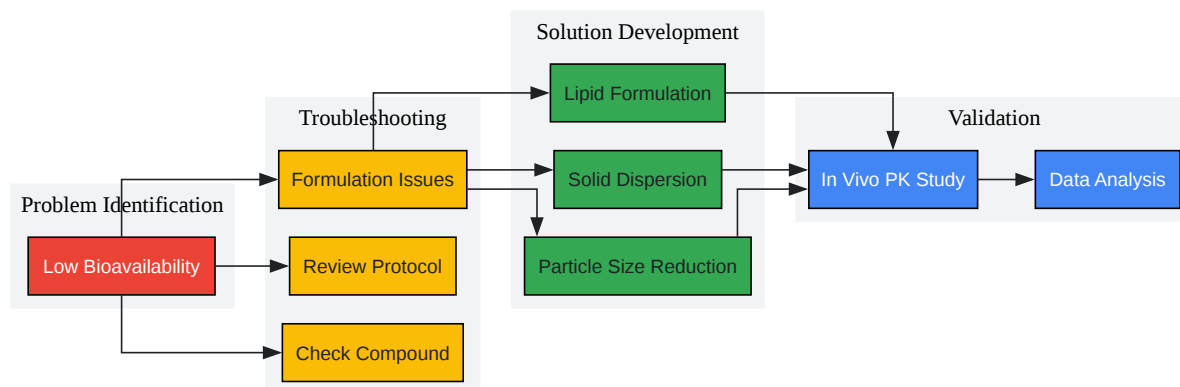 Problem Identification
Low Bioavailability
Troubleshooting
Formulation Issues
Review Protocol
Check Compound
Solution Development
Lipid Formulation
Solid Dispersion
Particle Size Reduction
Validation
In Vivo PK Study
Data Analysis